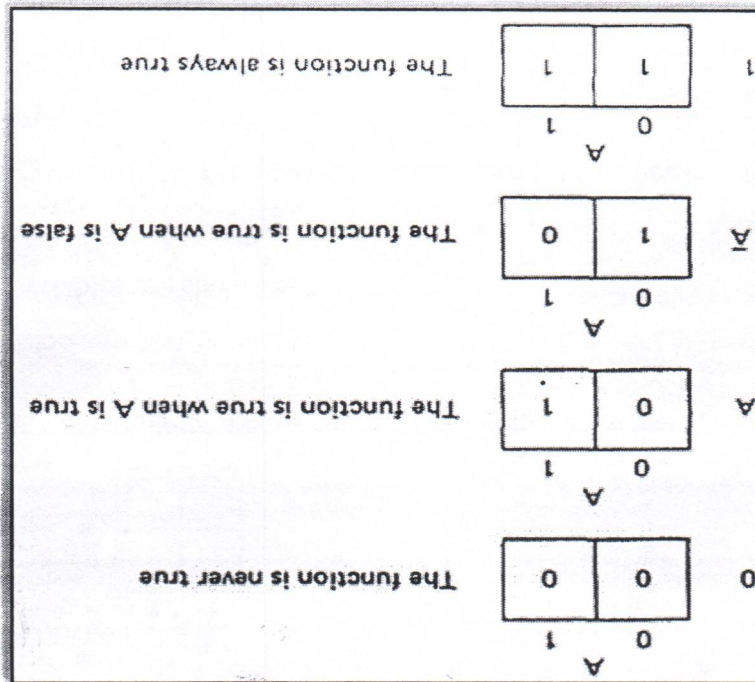 A
0 1
0 0 0 The function is never true
A
0 1
A 0 1 The function is true when A is true
A
0 1
Ā 1 0 The function is true when A is false
A
0 1
1 1 1 The function is always true